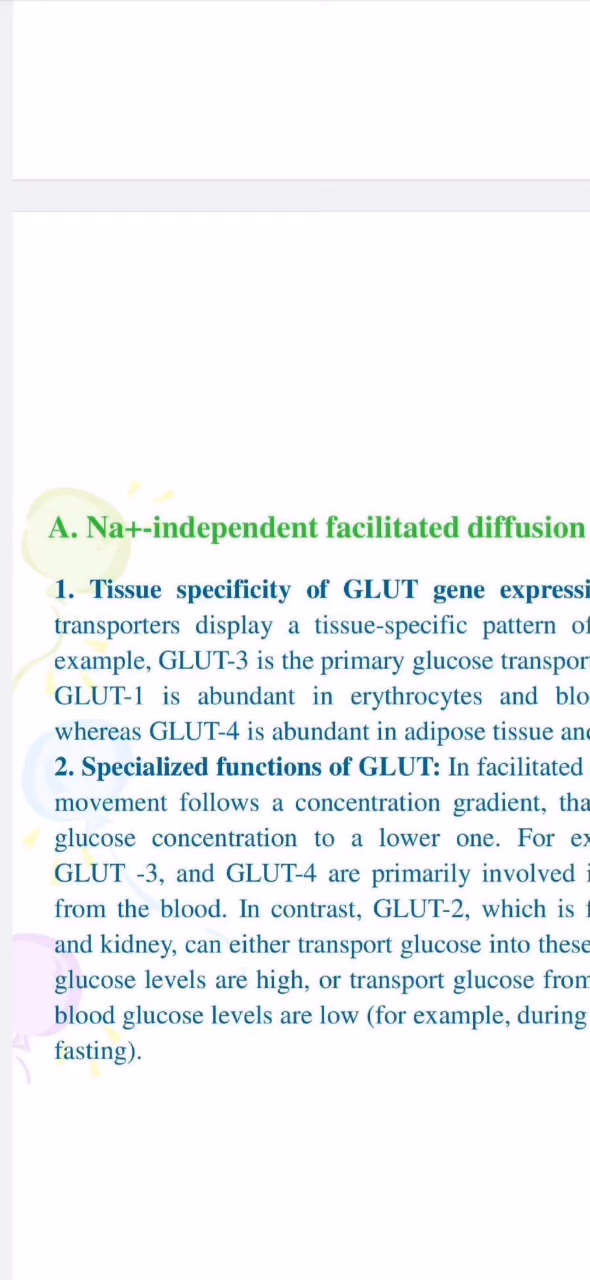 A. Na+-independent facilitated diffusion
1. Tissue specificity of GLUT gene expressi
transporters display a tissue-specific pattern of
example, GLUT-3 is the primary glucose transpor
GLUT-1 is abundant in erythrocytes and blo
whereas GLUT-4 is abundant in adipose tissue and
2. Specialized functions of GLUT: In facilitated
movement follows a concentration gradient, tha
glucose concentration to a lower one. For ex
GLUT -3, and GLUT-4 are primarily involved i
from the blood. In contrast, GLUT-2, which is f
and kidney, can either transport glucose into these
glucose levels are high, or transport glucose from
blood glucose levels are low (for example, during
fasting).